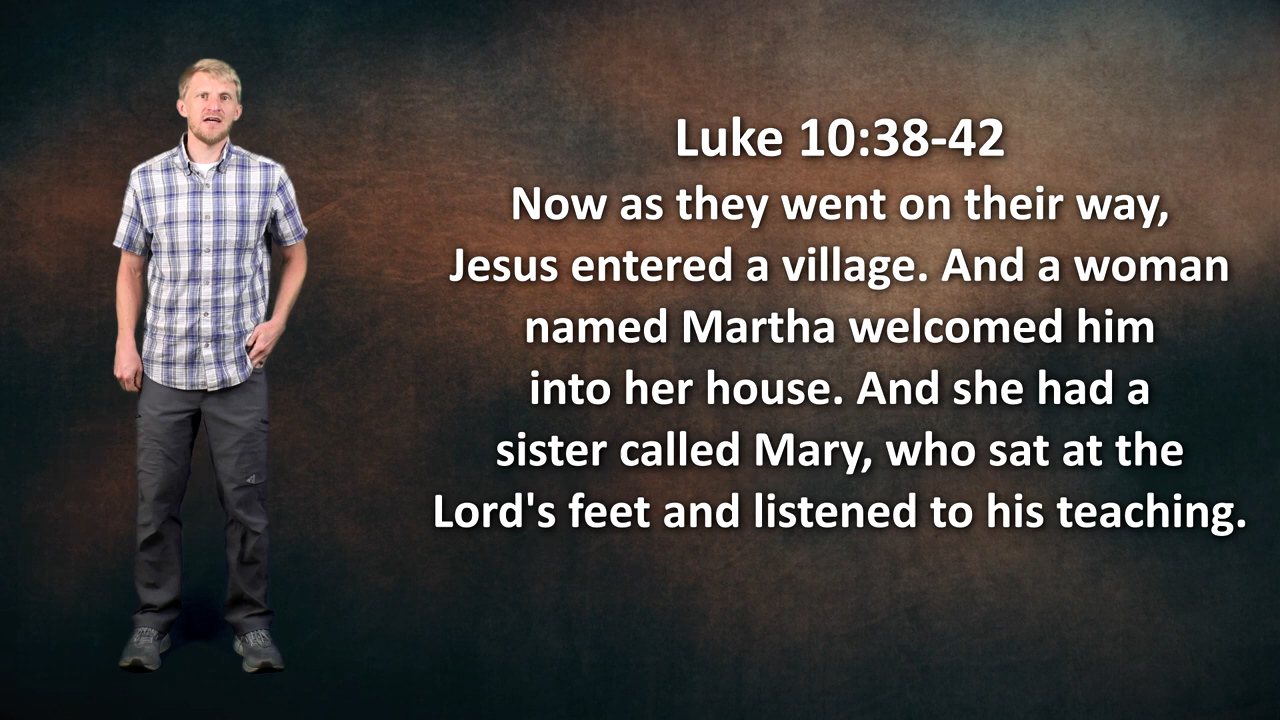 Luke 10:38-42
Now as they went on their way,
Jesus entered a village. And a woman
named Martha welcomed him
into her house. And she had a
sister called Mary, who sat at the
Lord's feet and listened to his teaching.